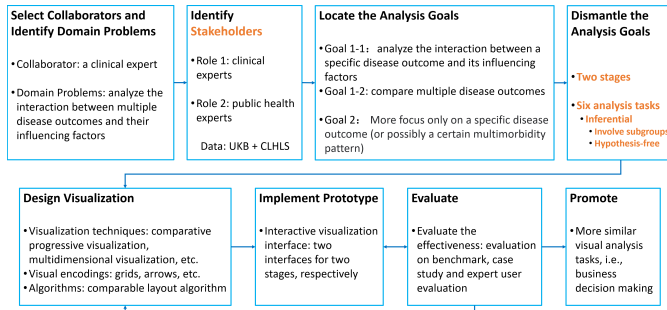 Select Collaborators and
Identify Domain Problems
• Collaborator: a clinical expert
• Domain Problems: analyze the
interaction between multiple
disease outcomes and their
influencing factors
Identify
Stakeholders
• Role 1: clinical
experts
• Role 2: public health
experts
Data: UKB + CLHLS
Locate the Analysis Goals
• Goal 1-1： analyze the interaction between a
specific disease outcome and its influencing
factors
• Goal 1-2: compare multiple disease outcomes
• Goal 2： More focus only on a specific disease
outcome (or possibly a certain multimorbidity
pattern)
Dismantle the
Analysis Goals
• Two stages
• Six analysis tasks
• Inferential
• Involve subgroups
• Hypothesis-free
Design Visualization
• Visualization techniques: comparative
progressive visualization,
multidimensional visualization, etc.
• Visual encodings: grids, arrows, etc.
• Algorithms: comparable layout algorithm
Implement Prototype
• Interactive visualization
interface: two
interfaces for two
stages, respectively
Evaluate
• Evaluate the
effectiveness: evaluation
on benchmark, case
study and expert user
evaluation
Promote
• More similar
visual analysis
tasks, i.e.,
business
decision making